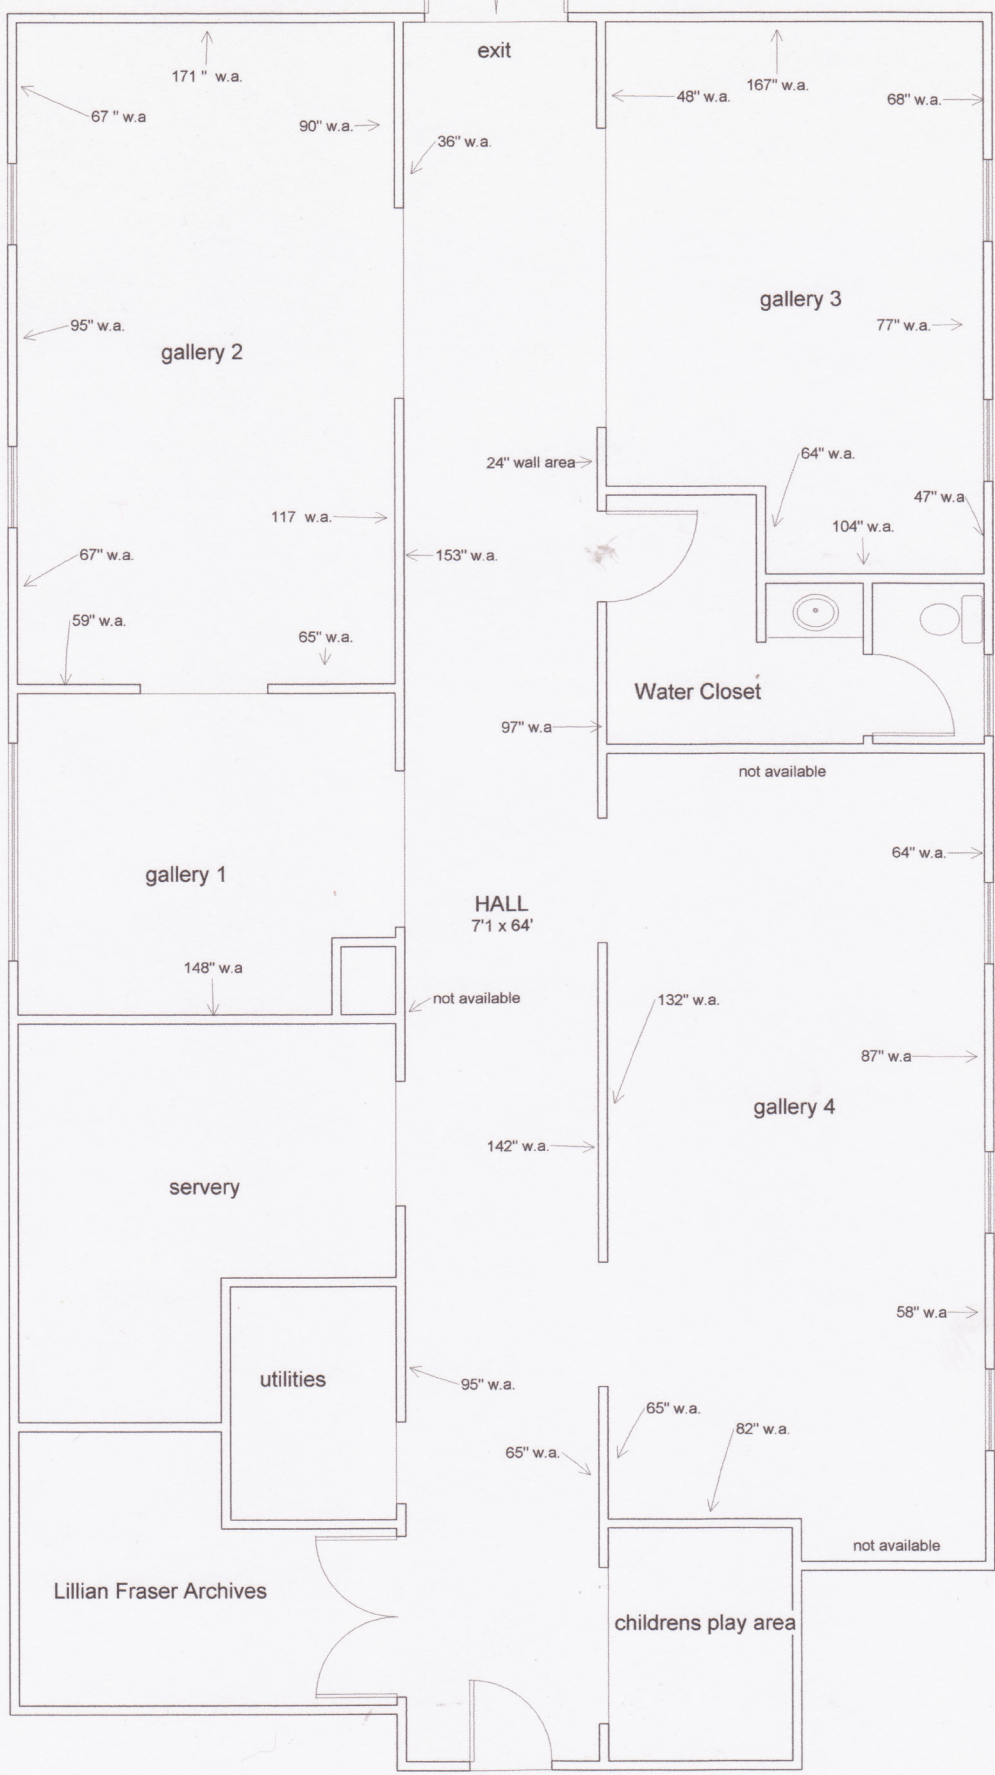 exit
171 " w.a.
167" w.a.
67 " w.a
90" w.a.
36" w.a.
48" w.a.
68" w.a.
gallery 3
77" w.a.
95" w.a.
gallery 2
24" wall area
64" w.a.
47" w.a
104" w.a.
117 w.a.
153" w.a.
67" w.a.
59" w.a.
65" w.a.
Water Closet
97" w.a
not available
64" w.a.
gallery 1
HALL
7'1 x 64'
148" w.a
not available
132" w.a.
87" w.a
gallery 4
142" w.a.
servery
58" w.a
utilities
95" w.a.
65" w.a.
82" w.a.
65" w.a.
not available
Lillian Fraser Archives
childrens play area